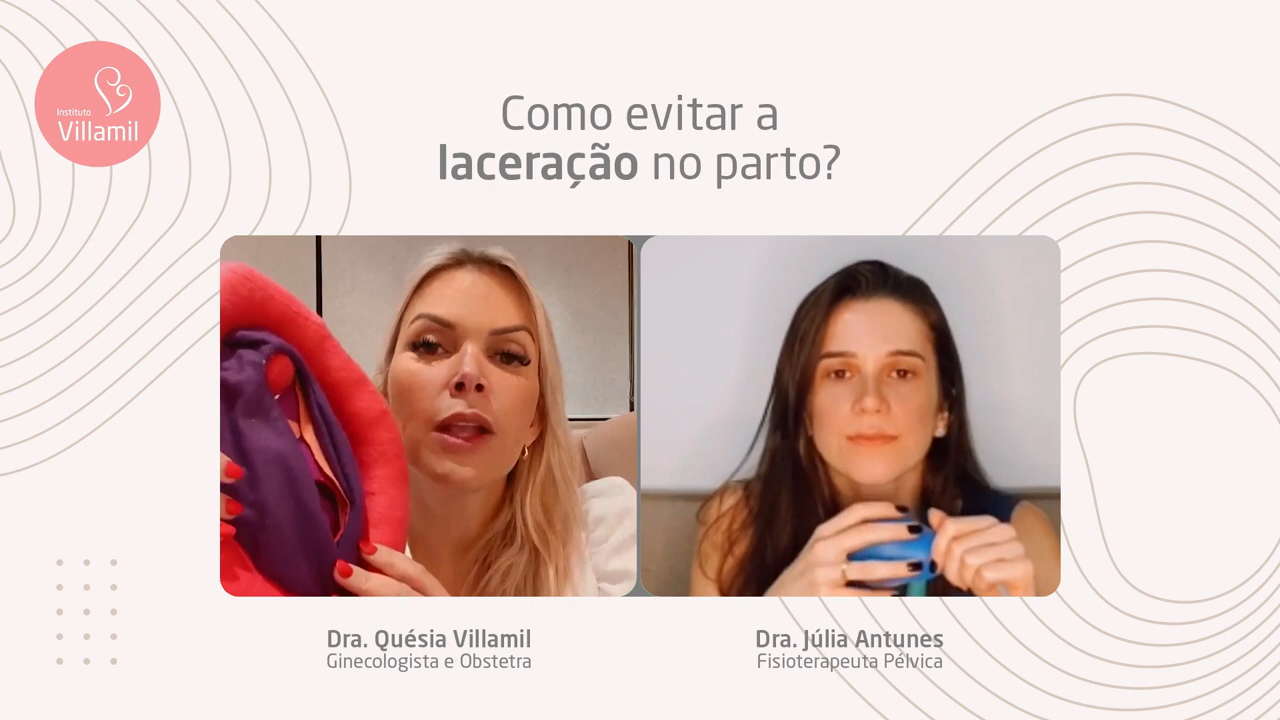 Instituto
Villamil
Como evitar a
laceração no parto?
Dra. Quésia Villamil
Ginecologista e Obstetra
Dra. Júlia Antunes
Fisioterapeuta Pélvica